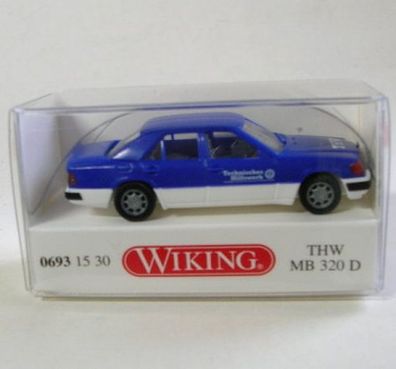 Technisches
Hilfswerk
0693 15 30
WIKING
THW
MB 320 D